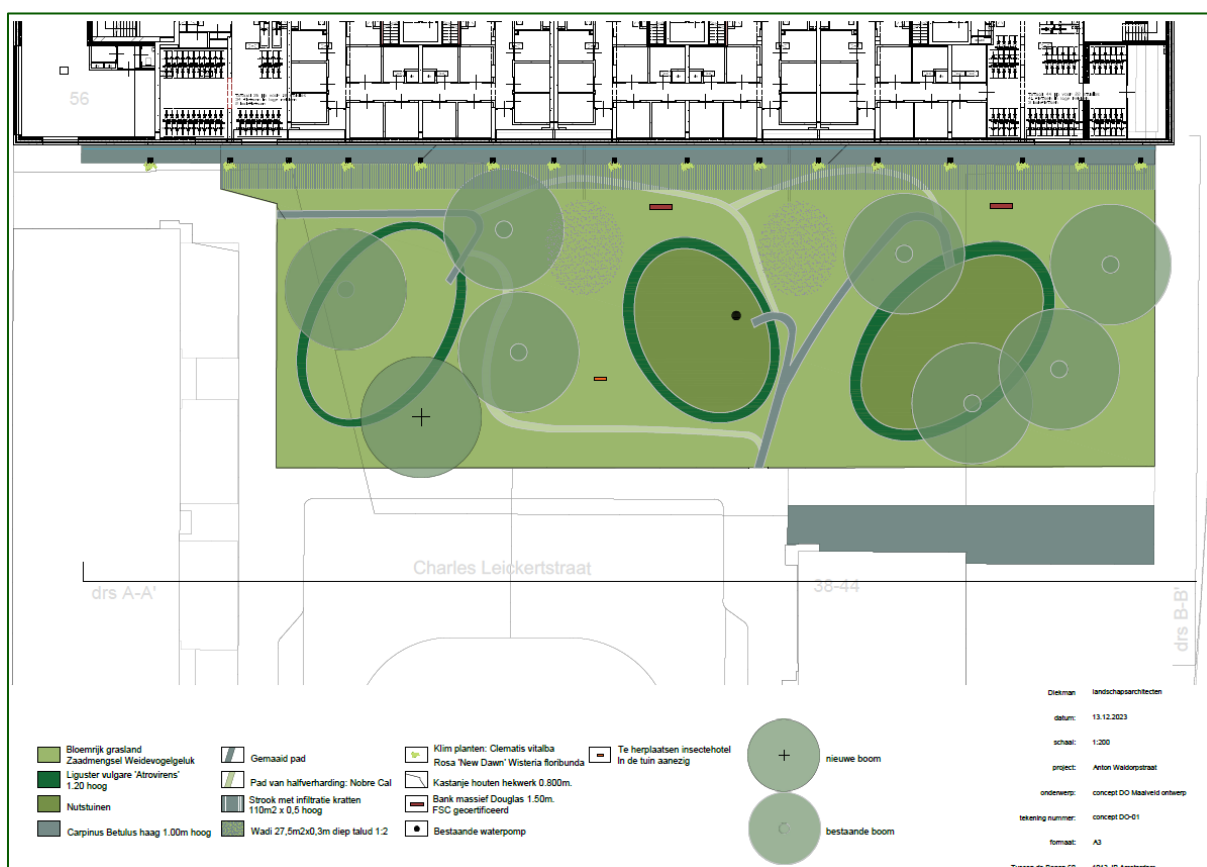 56
Charles Leickertstraat
38-44
drs A-A'
drs B-B'
Bloemrijk grasland
Zaadmengsel Weidevogelgeluk
Liguster vulgare 'Atrovirens'
1.20 hoog
Nutstuinen
Carpinus Betulus haag 1.00m hoog
Gemaaid pad
Pad van halfverharding: Nobre Cal
Strook met infiltratie kratten
110m2 x 0,5 hoog
Wadi 27,5m2x0,3m diep talud 1:2
Klim planten: Clematis vitalba
Rosa 'New Dawn' Wisteria floribunda
Kastanje houten hekwerk 0.800m.
Bank massief Douglas 1.50m.
FSC gecertificeerd
Bestaande waterpomp
Te herplaatsen insectehotel
In de tuin aanezig
nieuwe boom
bestaande boom
Diekman landschapsarchitecten
datum: 13.12.2023
schaal: 1:200
project: Anton Waldorpstraat
onderwerp: concept DO Maaiveld ontwerp
tekening nummer: concept DO-01
formaat: A3